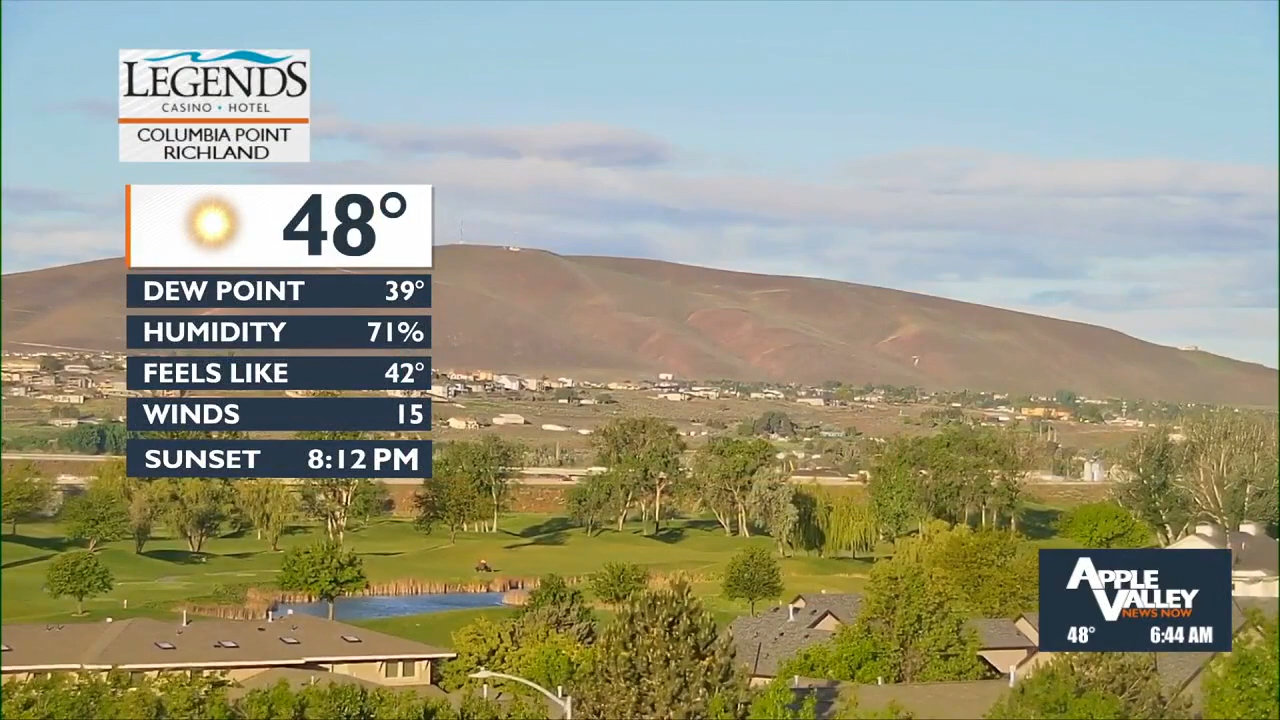 LEGENDS
CASINO • HOTEL
COLUMBIA POINT
RICHLAND
48°
DEW POINT 39°
HUMIDITY 71%
FEELS LIKE 42°
WINDS 15
SUNSET 8:12 PM
APPLE
VALLEY
NEWS NOW
48° 6:44 AM